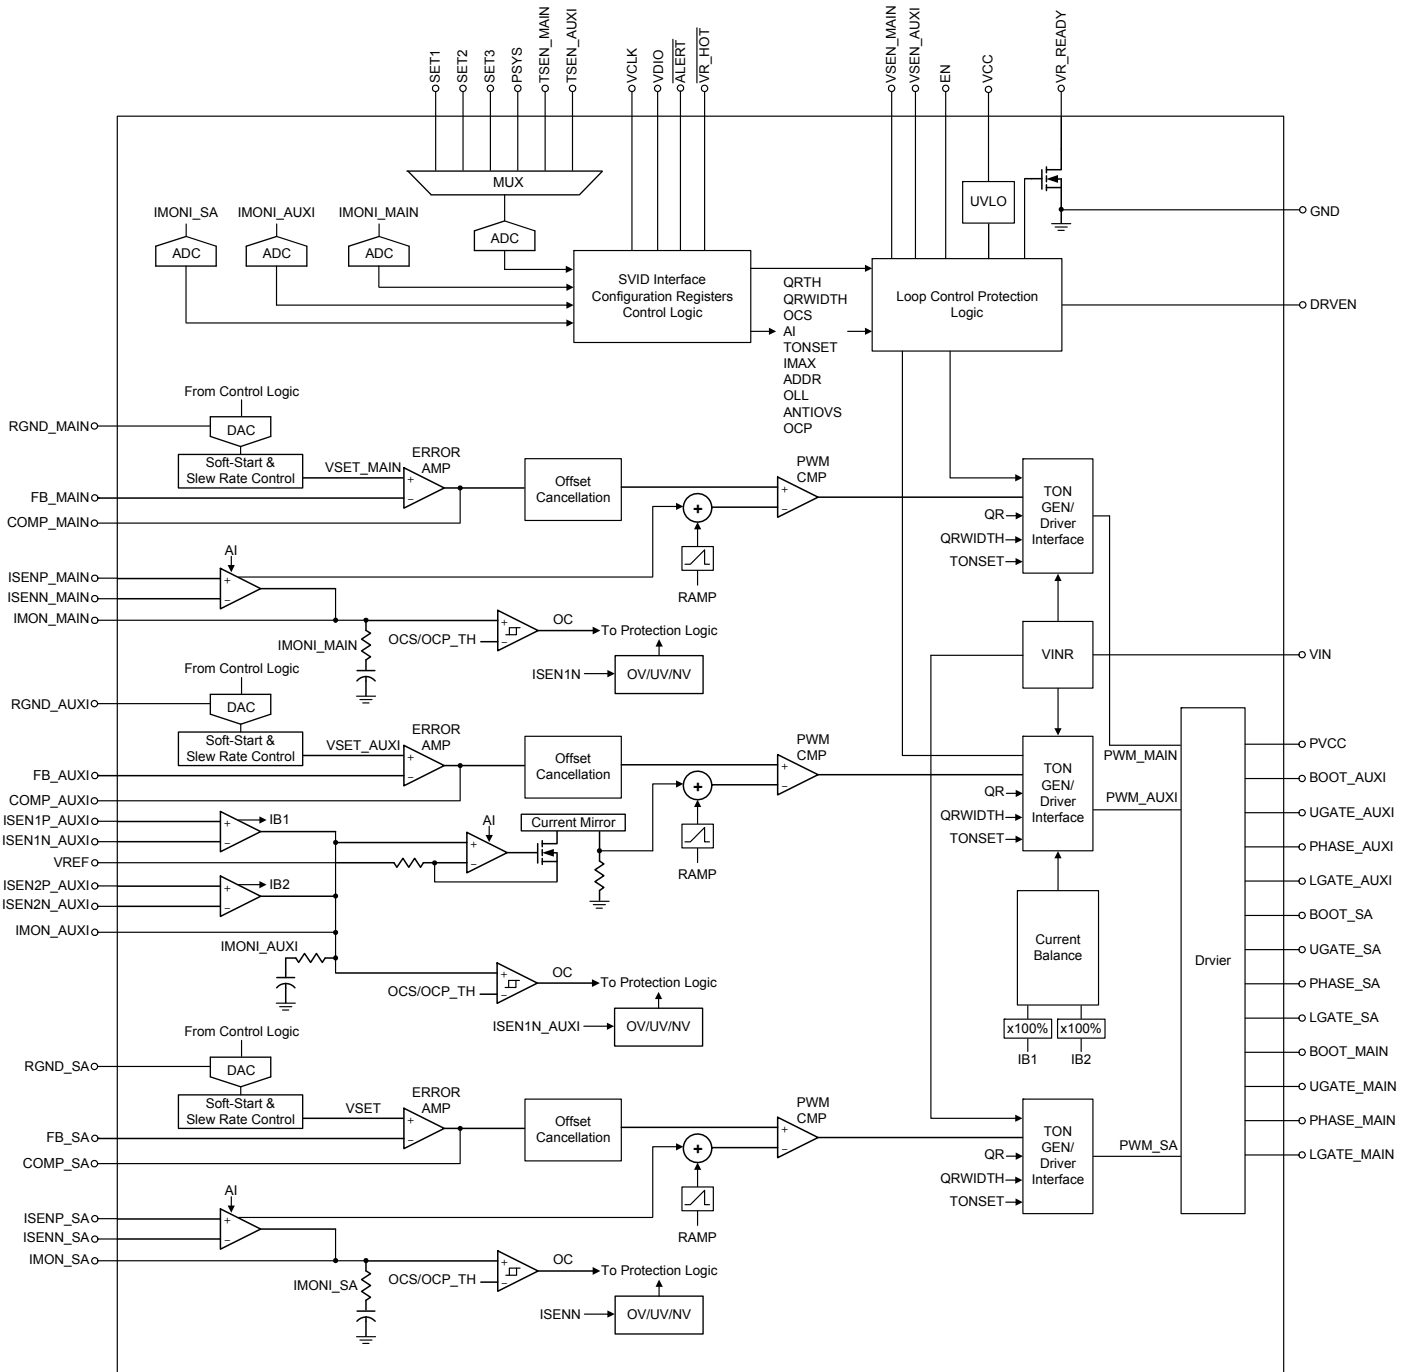 SET1
SET2
SET3
PSYS
TSEN_MAIN
TSEN_AUXI
VCLK
VDIO
ALERT
VR_HOT
VSEN_MAIN
VSEN_AUXI
EN
VCC
VR_READY
MUX
IMONI_SA
IMONI_AUXI
IMONI_MAIN
ADC
ADC
ADC
ADC
UVLO
GND
SVID Interface
Configuration Registers
Control Logic
QRTH
QRWIDTH
OCS
AI
TONSET
IMAX
ADDR
OLL
ANTIOVS
OCP
Loop Control Protection
Logic
DRVEN
From Control Logic
RGND_MAIN
DAC
Soft-Start &
Slew Rate Control
VSET_MAIN
ERROR
AMP
+
−
Offset
Cancellation
PWM
CMP
+
−
FB_MAIN
COMP_MAIN
+
TON
GEN/
Driver
Interface
QR
QRWIDTH
TONSET
AI
ISENP_MAIN
ISENN_MAIN
+
−
RAMP
IMON_MAIN
IMONI_MAIN
OCS/OCP_TH
+
−
OC
To Protection Logic
ISEN1N
OV/UV/NV
VINR
VIN
From Control Logic
RGND_AUXI
DAC
Soft-Start &
Slew Rate Control
VSET_AUXI
ERROR
AMP
+
−
Offset
Cancellation
PWM
CMP
+
−
FB_AUXI
COMP_AUXI
+
TON
GEN/
Driver
Interface
QR
QRWIDTH
TONSET
PWM_MAIN
PWM_AUXI
ISEN1P_AUXI
ISEN1N_AUXI
+
−
IB1
AI
+
−
Current Mirror
RAMP
VREF
ISEN2P_AUXI
ISEN2N_AUXI
+
−
IB2
IMON_AUXI
IMONI_AUXI
OCS/OCP_TH
+
−
OC
To Protection Logic
ISEN1N_AUXI
OV/UV/NV
Current
Balance
x100%
x100%
IB1
IB2
Drvier
PVCC
BOOT_AUXI
UGATE_AUXI
PHASE_AUXI
LGATE_AUXI
BOOT_SA
UGATE_SA
PHASE_SA
LGATE_SA
BOOT_MAIN
UGATE_MAIN
PHASE_MAIN
LGATE_MAIN
From Control Logic
RGND_SA
DAC
Soft-Start &
Slew Rate Control
VSET
ERROR
AMP
+
−
Offset
Cancellation
PWM
CMP
+
−
FB_SA
COMP_SA
+
TON
GEN/
Driver
Interface
QR
QRWIDTH
TONSET
PWM_SA
AI
ISENP_SA
ISENN_SA
+
−
RAMP
IMON_SA
IMONI_SA
OCS/OCP_TH
+
−
OC
To Protection Logic
ISENN
OV/UV/NV